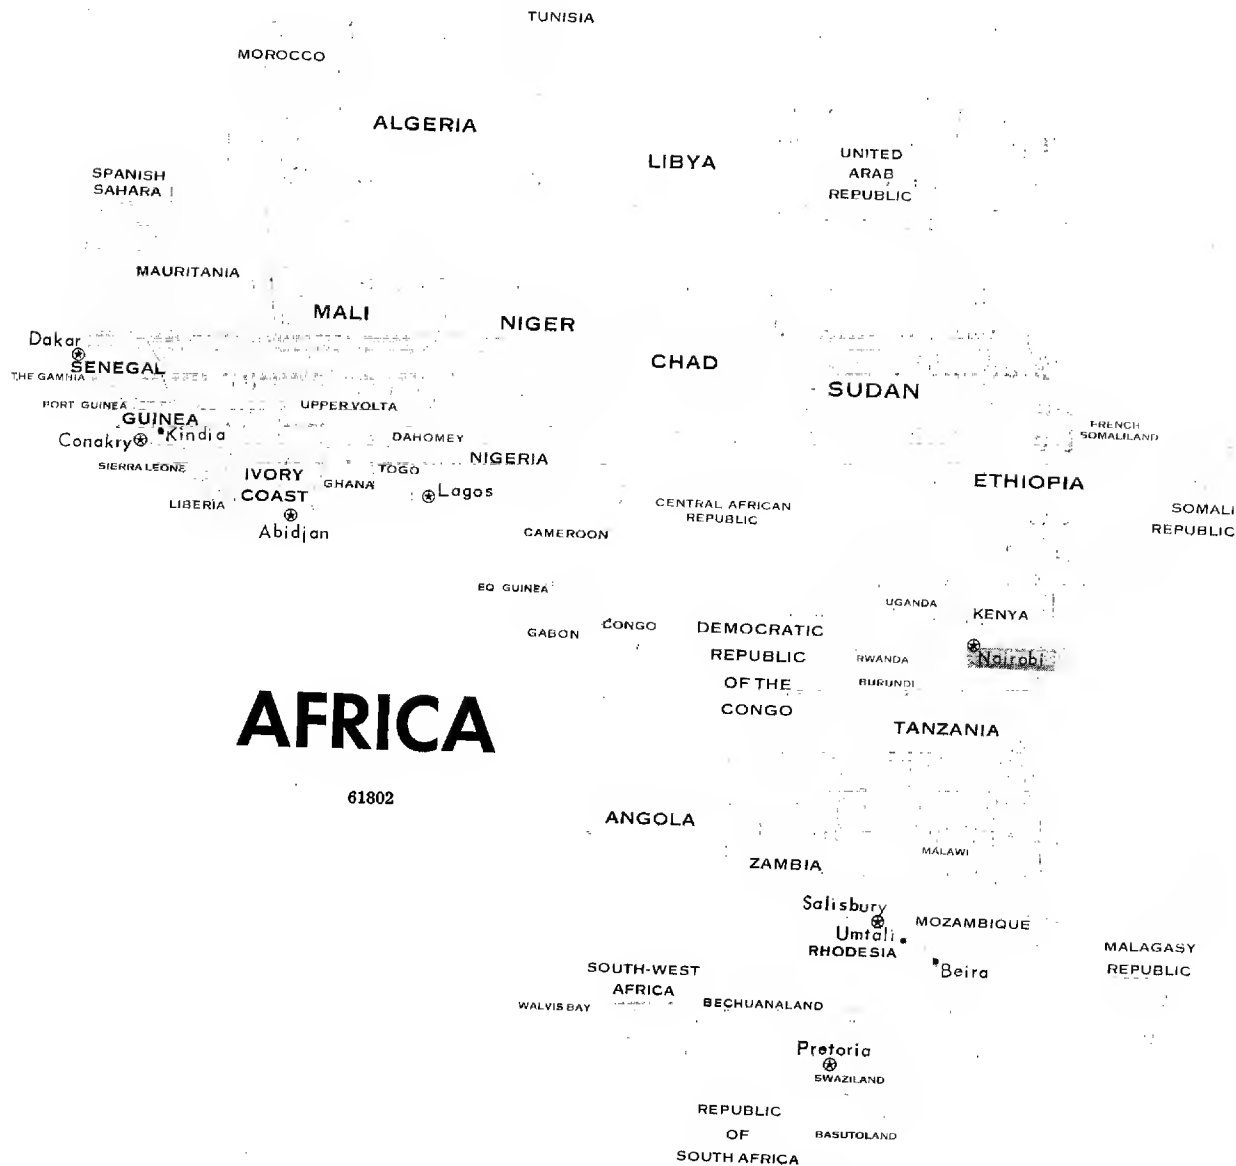 TUNISIA
MOROCCO
ALGERIA
LIBYA
UNITED
ARAB
REPUBLIC
SPANISH
SAHARA
MAURITANIA
MALI
NIGER
CHAD
SUDAN
Dakar
SENEGAL
THE GAMBIA
PORT GUINEA
UPPER VOLTA
GUINEA
Kindia
Conakry
DAHOMEY
FRENCH
SOMALILAND
SIERRA LEONE
IVORY
COAST
GHANA
TOGO
NIGERIA
Lagos
LIBERIA
Abidjan
ETHIOPIA
CENTRAL AFRICAN
REPUBLIC
SOMALI
REPUBLIC
CAMEROON
EQ GUINEA
UGANDA
KENYA
GABON
CONGO
DEMOCRATIC
REPUBLIC
OF THE
CONGO
RWANDA
BURUNDI
Nairobi
TANZANIA
AFRICA
61802
ANGOLA
ZAMBIA
MALAWI
Salisbury
MOZAMBIQUE
Umtali
RHODESIA
Beira
MALAGASY
REPUBLIC
SOUTH-WEST
AFRICA
WALVIS BAY
BECHUANALAND
Pretoria
SWAZILAND
REPUBLIC
OF
SOUTH AFRICA
BASUTOLAND